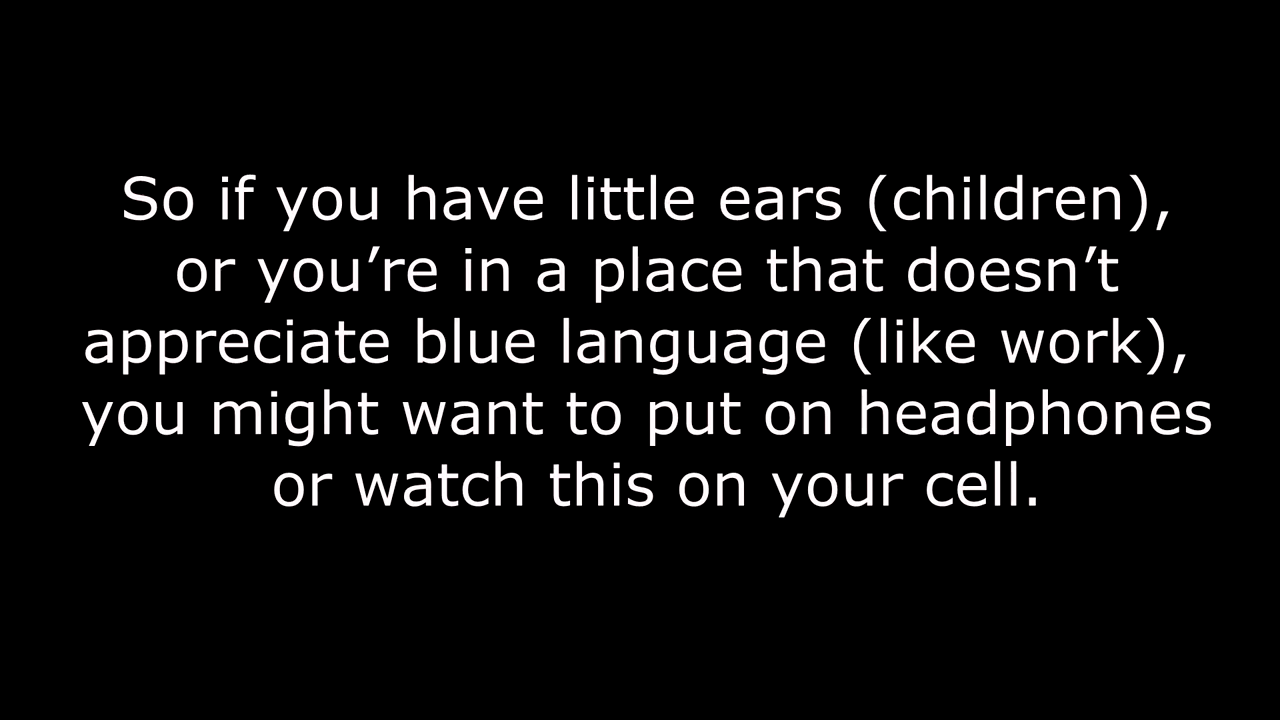 So if you have little ears (children),
or you’re in a place that doesn’t
appreciate blue language (like work),
you might want to put on headphones
or watch this on your cell.